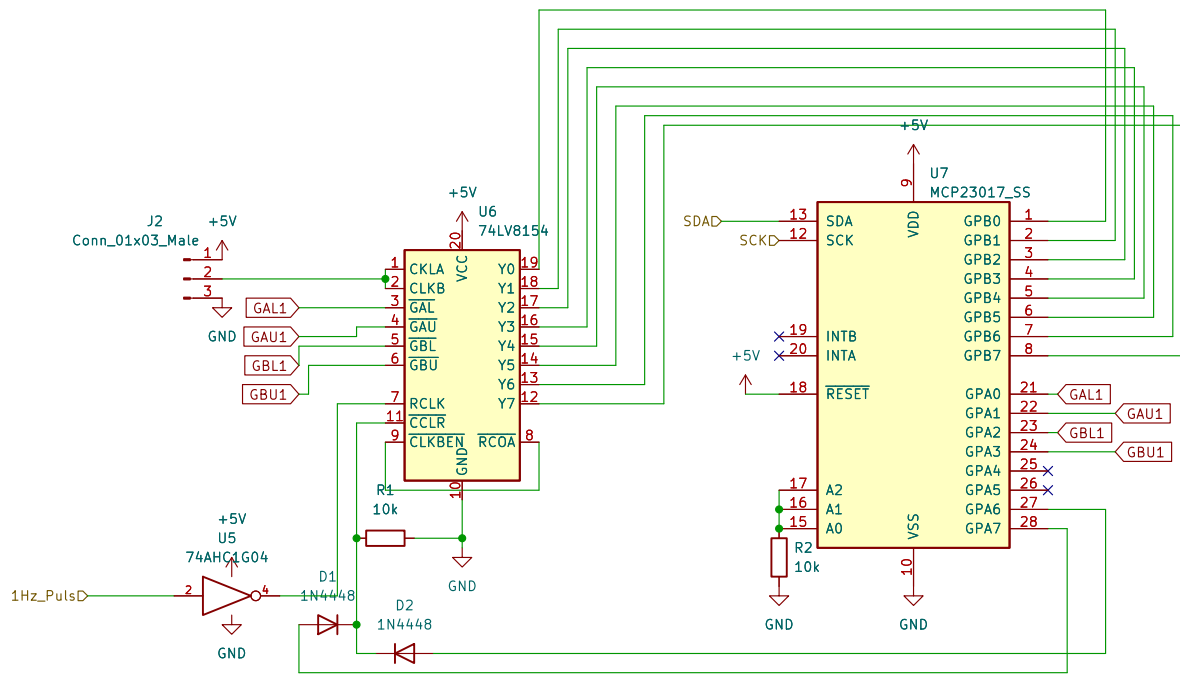 +5V
J2
Conn_01x03_Male
+5V
1
2
3
GND
GAL1
GAU1
GBL1
GBU1
+5V
U6
74LV8154
20
VCC
1 CKLA Y0 19
2 CLKB Y1 18
3 GAL Y2 17
4 GAU Y3 16
5 GBL Y4 15
6 GBU Y5 14
Y6 13
7 RCLK Y7 12
11 CCLR
9 CLKBEN RCOA 8
GND
10
R1
10k
GND
+5V
U5
74AHC1G04
1Hz_Puls
2
4
GND
D1
1N4448
D2
1N4448
U7
MCP23017_SS
9
VDD
SDA 13 SDA GPB0 1
SCK 12 SCK GPB1 2
GPB2 3
GPB3 4
GPB4 5
GPB5 6
19 INTB GPB6 7
20 INTA GPB7 8
+5V
18 RESET GPA0 21 GAL1
GPA1 22 GAU1
GPA2 23 GBL1
GPA3 24 GBU1
GPA4 25
17 A2 GPA5 26
16 A1 GPA6 27
15 A0 GPA7 28
VSS
10
R2
10k
GND
GND